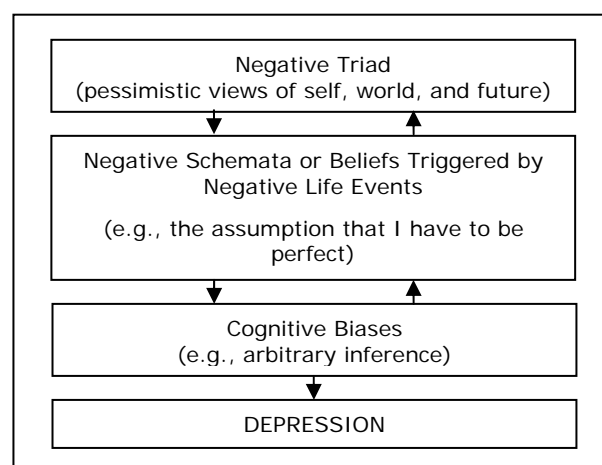 Negative Triad
(pessimistic views of self, world, and future)
Negative Schemata or Beliefs Triggered by
Negative Life Events
(e.g., the assumption that I have to be
perfect)
Cognitive Biases
(e.g., arbitrary inference)
DEPRESSION